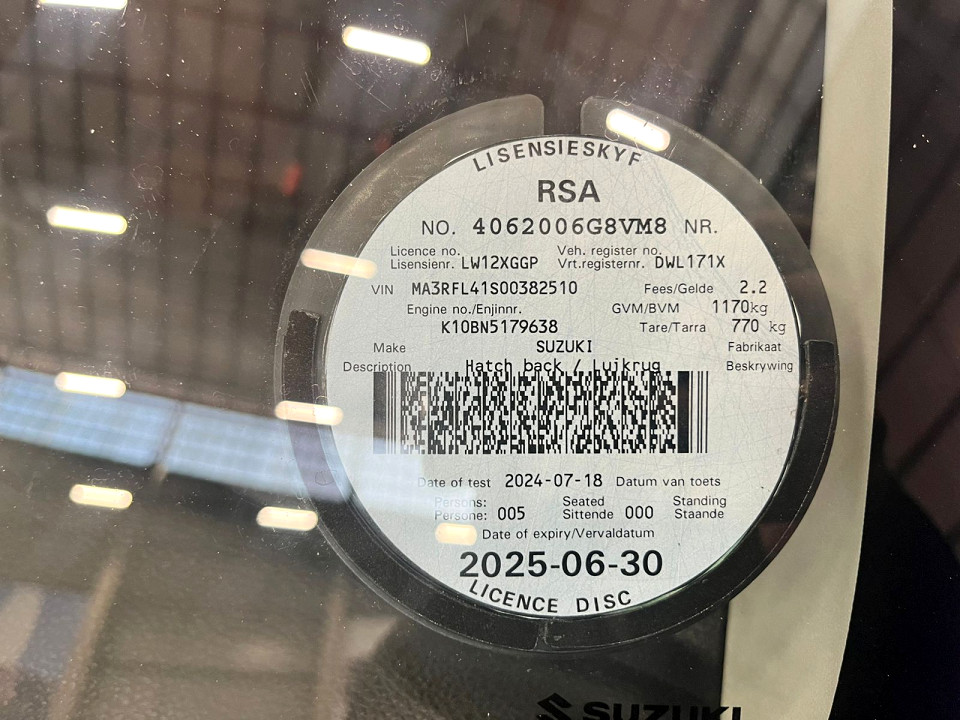 LISENSIESKYF
RSA
NO. 4062006G8VM8 NR.
Licence no. Veh. register no.
Lisensienr. LW12XGGP Vrt.registernr. DWL171X
VIN MA3RFL41S00382510 Fees/Gelde 2.2
Engine no./Enjinnr. GVM/BVM 1170kg
K10BN5179638 Tare/Tarra 770 kg
Make SUZUKI Fabrikaat
Description Hatch back / Luikrug Beskrywing
Date of test 2024-07-18 Datum van toets
Persons: Seated Standing
Persone: 005 Sittende 000 Staande
Date of expiry/Vervaldatum
2025-06-30
LICENCE DISC
SUZUKI